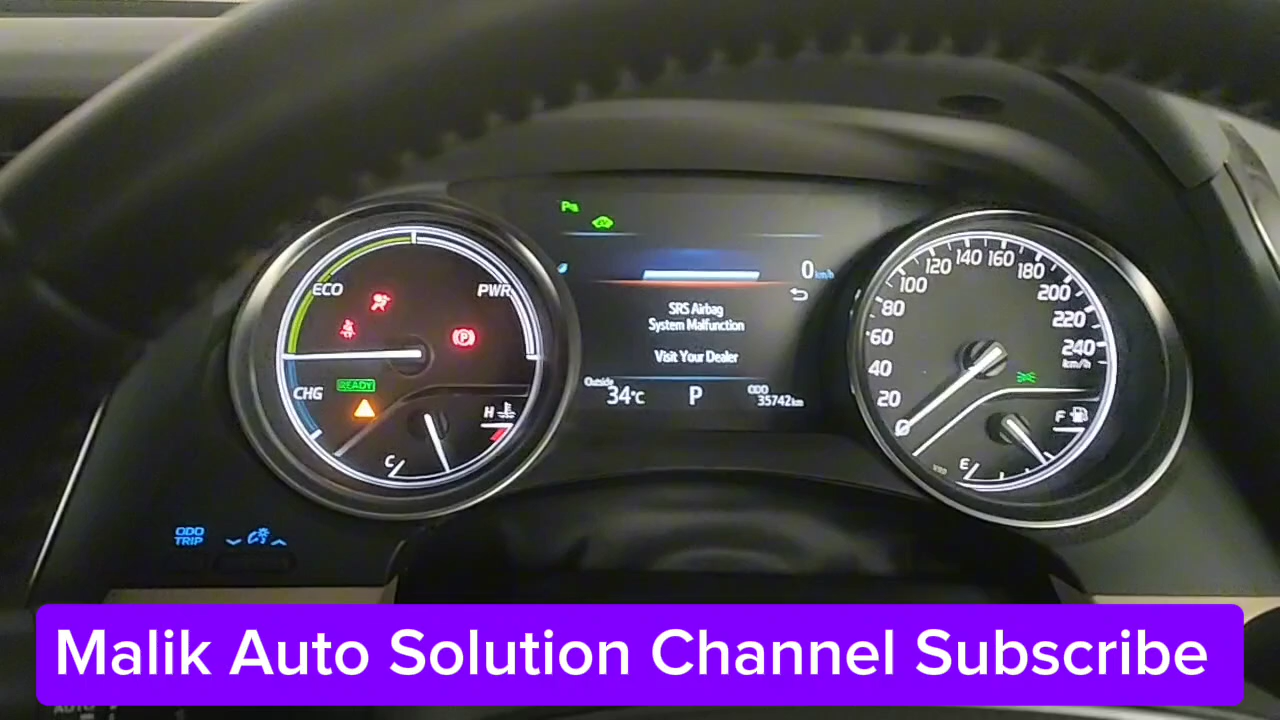 ECO
PWR
CHG
READY
H
C
(P)
P
EV
0 km/h
SRS Airbag
System Malfunction
Visit Your Dealer
Outside
34°C
P
ODO
35742 km
20
40
60
80
100
120
140
160
180
200
220
240
km/h
E
F
ODO
TRIP
Malik Auto Solution Channel Subscribe
AUTO